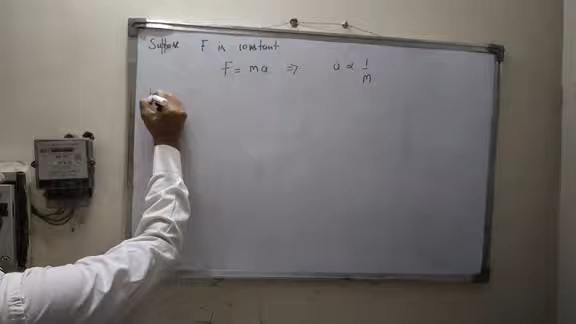 Suppose F is constant
F = ma ⇒ a ∝ 1/m